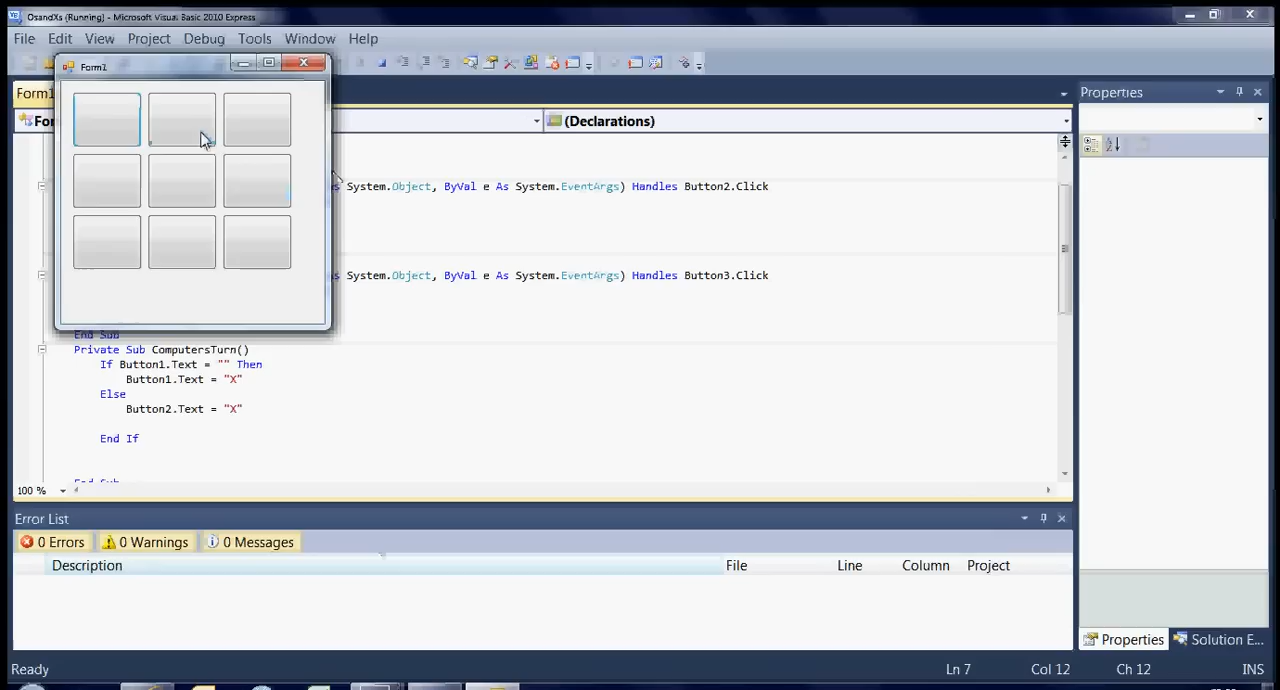 OsandXs (Running) - Microsoft Visual Basic 2010 Express
File Edit View Project Debug Tools Window Help
Form1
Form1
(Declarations)
Properties
System.Object, ByVal e As System.EventArgs) Handles Button2.Click
System.Object, ByVal e As System.EventArgs) Handles Button3.Click
End Sub
Private Sub ComputersTurn()
If Button1.Text = "" Then
Button1.Text = "X"
Else
Button2.Text = "X"
End If
End Sub
100 %
Error List
0 Errors 0 Warnings 0 Messages
Description File Line Column Project
Properties Solution E...
Ready Ln 7 Col 12 Ch 12 INS